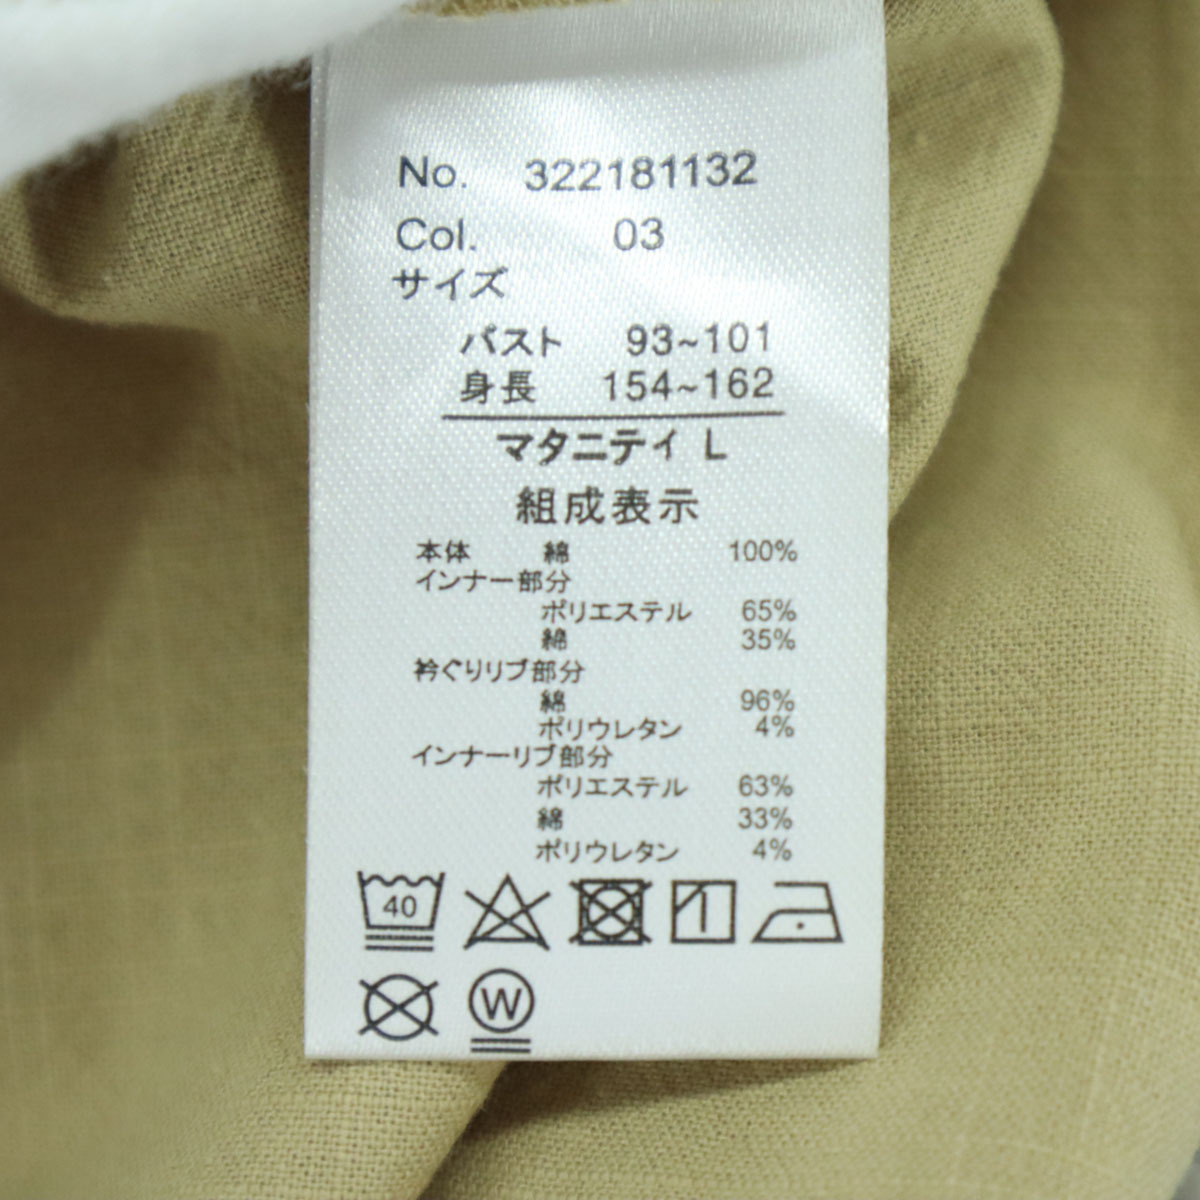 No. 322181132
Col. 03
サイズ
バスト 93~101
身長 154~162
マタニティ L
組成表示
本体 綿 100%
インナー部分
ポリエステル 65%
綿 35%
衿ぐりリブ部分
綿 96%
ポリウレタン 4%
インナーリブ部分
ポリエステル 63%
綿 33%
ポリウレタン 4%
40
W